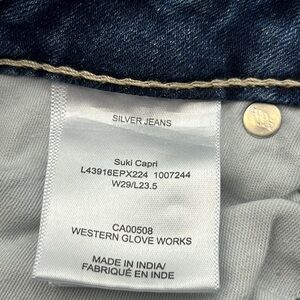 SILVER JEANS
Suki Capri
L43916EPX224 1007244
W29/L23.5
CA00508
WESTERN GLOVE WORKS
MADE IN INDIA/
FABRIQUÉ EN INDE